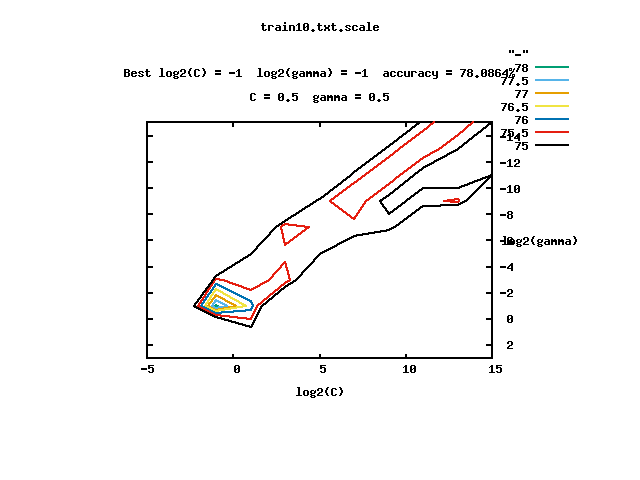 train10.txt.scale
"-"
Best log2(C) = -1  log2(gamma) = -1  accuracy = 78.0864%
78
77.5
77
76.5
76
75.5
75
C = 0.5  gamma = 0.5
-14
-12
-10
-8
-6
log2(gamma)
-4
-2
0
2
-5 0 5 10 15
log2(C)